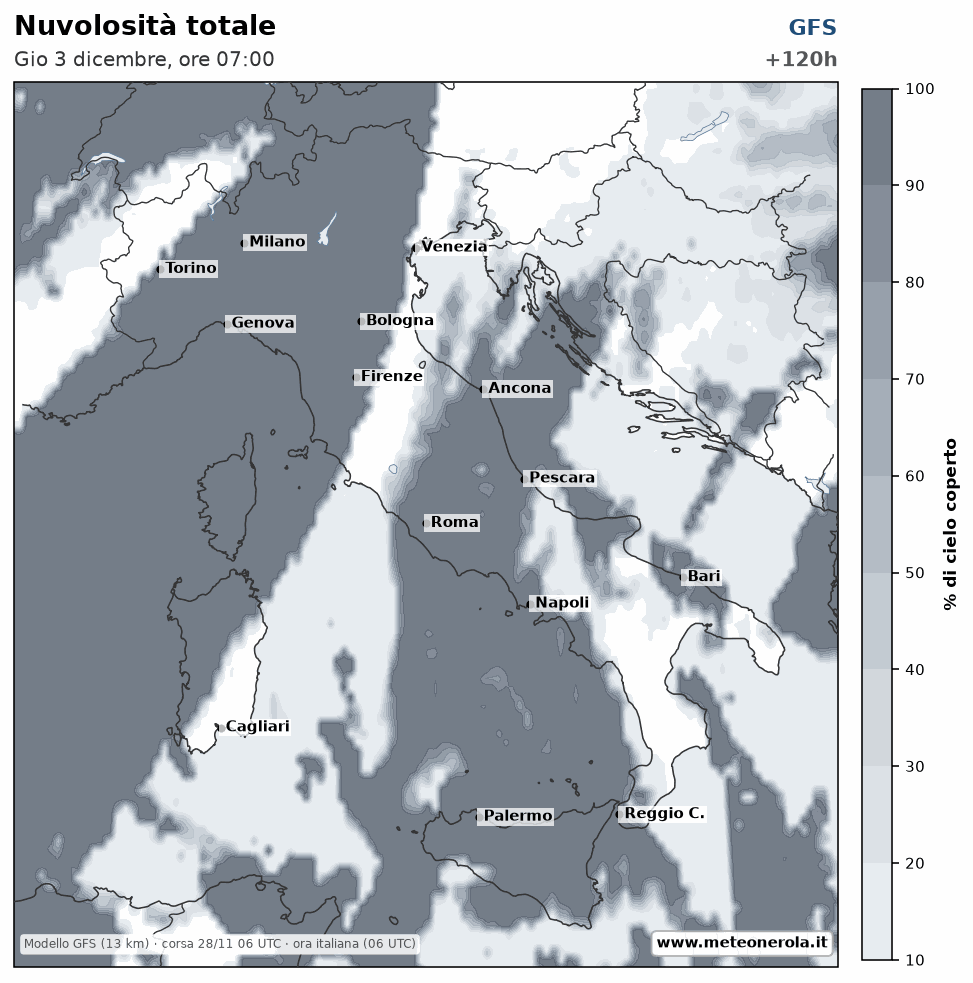 Nuvolosità totale
GFS
Gio 3 dicembre, ore 07:00
+120h
100
90
80
70
60
50
40
30
20
10
% di cielo coperto
Milano
Venezia
Torino
Genova
Bologna
Firenze
Ancona
Pescara
Roma
Bari
Napoli
Cagliari
Palermo
Reggio C.
Modello GFS (13 km) · corsa 28/11 06 UTC · ora italiana (06 UTC)
www.meteonerola.it